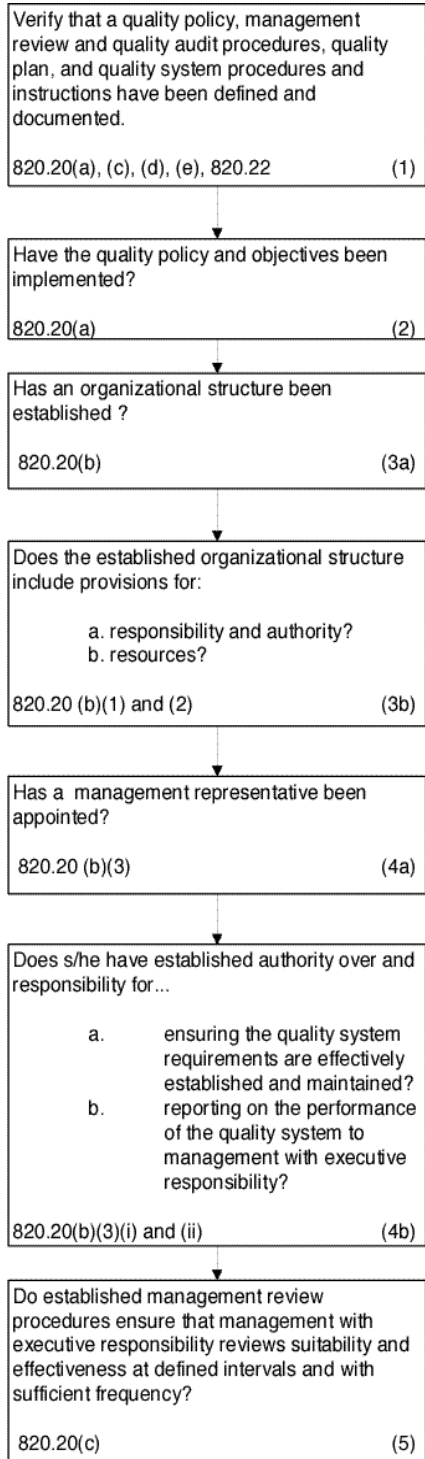 Verify that a quality policy, management
review and quality audit procedures, quality
plan, and quality system procedures and
instructions have been defined and
documented.
820.20(a), (c), (d), (e), 820.22 (1)
Have the quality policy and objectives been
implemented?
820.20(a) (2)
Has an organizational structure been
established ?
820.20(b) (3a)
Does the established organizational structure
include provisions for:
a. responsibility and authority?
b. resources?
820.20 (b)(1) and (2) (3b)
Has a management representative been
appointed?
820.20 (b)(3) (4a)
Does s/he have established authority over and
responsibility for...
a. ensuring the quality system
requirements are effectively
established and maintained?
b. reporting on the performance
of the quality system to
management with executive
responsibility?
820.20(b)(3)(i) and (ii) (4b)
Do established management review
procedures ensure that management with
executive responsibility reviews suitability and
effectiveness at defined intervals and with
sufficient frequency?
820.20(c) (5)